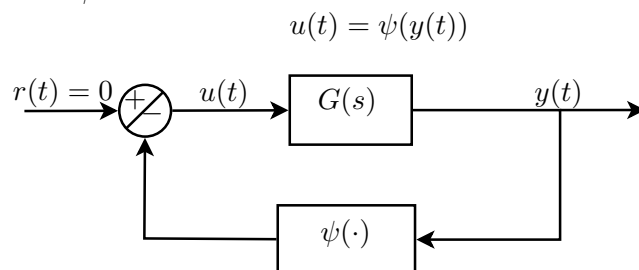 u(t) = ψ(y(t))
r(t) = 0 + − u(t) G(s) y(t)
ψ(·)